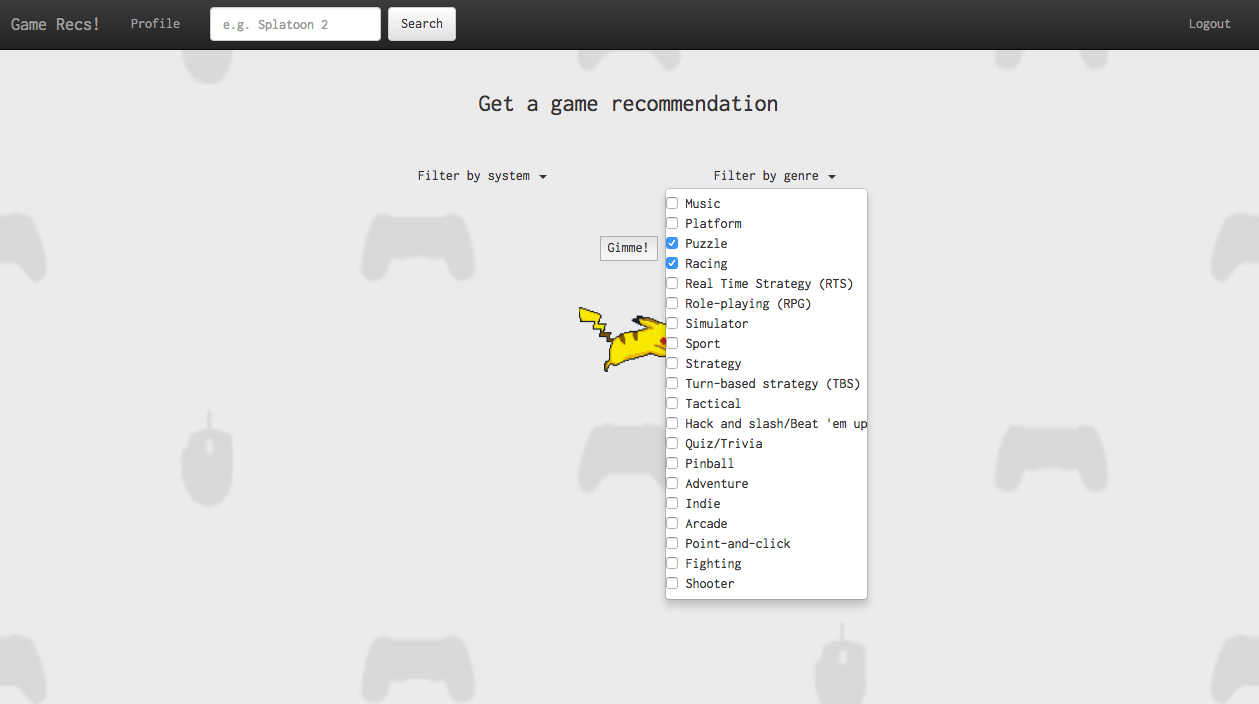 Game Recs! Profile e.g. Splatoon 2 Search Logout
Get a game recommendation
Filter by system Filter by genre
Music
Platform
Puzzle
Gimme!
Racing
Real Time Strategy (RTS)
Role-playing (RPG)
Simulator
Sport
Strategy
Turn-based strategy (TBS)
Tactical
Hack and slash/Beat 'em up
Quiz/Trivia
Pinball
Adventure
Indie
Arcade
Point-and-click
Fighting
Shooter